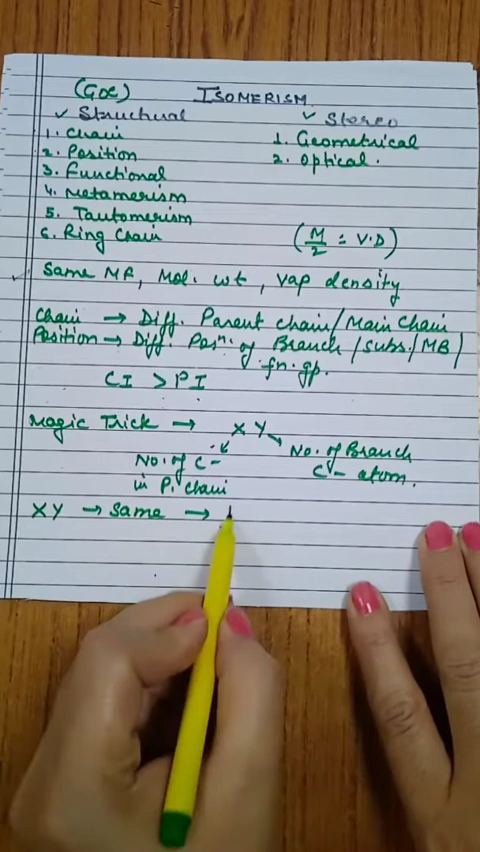 (GOC) ISOMERISM
✓ Structural
✓ Stereo
1. Chain
2. Position
3. Functional
4. Metamerism
5. Tautomerism
6. Ring Chain
1. Geometrical
2. Optical.
(M/2 = V.D)
Same MF, Mol. wt, Vap density
Chain → Diff. Parent chain/Main Chain
Position → Diff. Posⁿ. of Branch/subs/MB/
fn. gp.
CI > PI
Magic Trick → XY
No. of C-
in P. chain
No. of Branch
C- atom.
XY → Same →